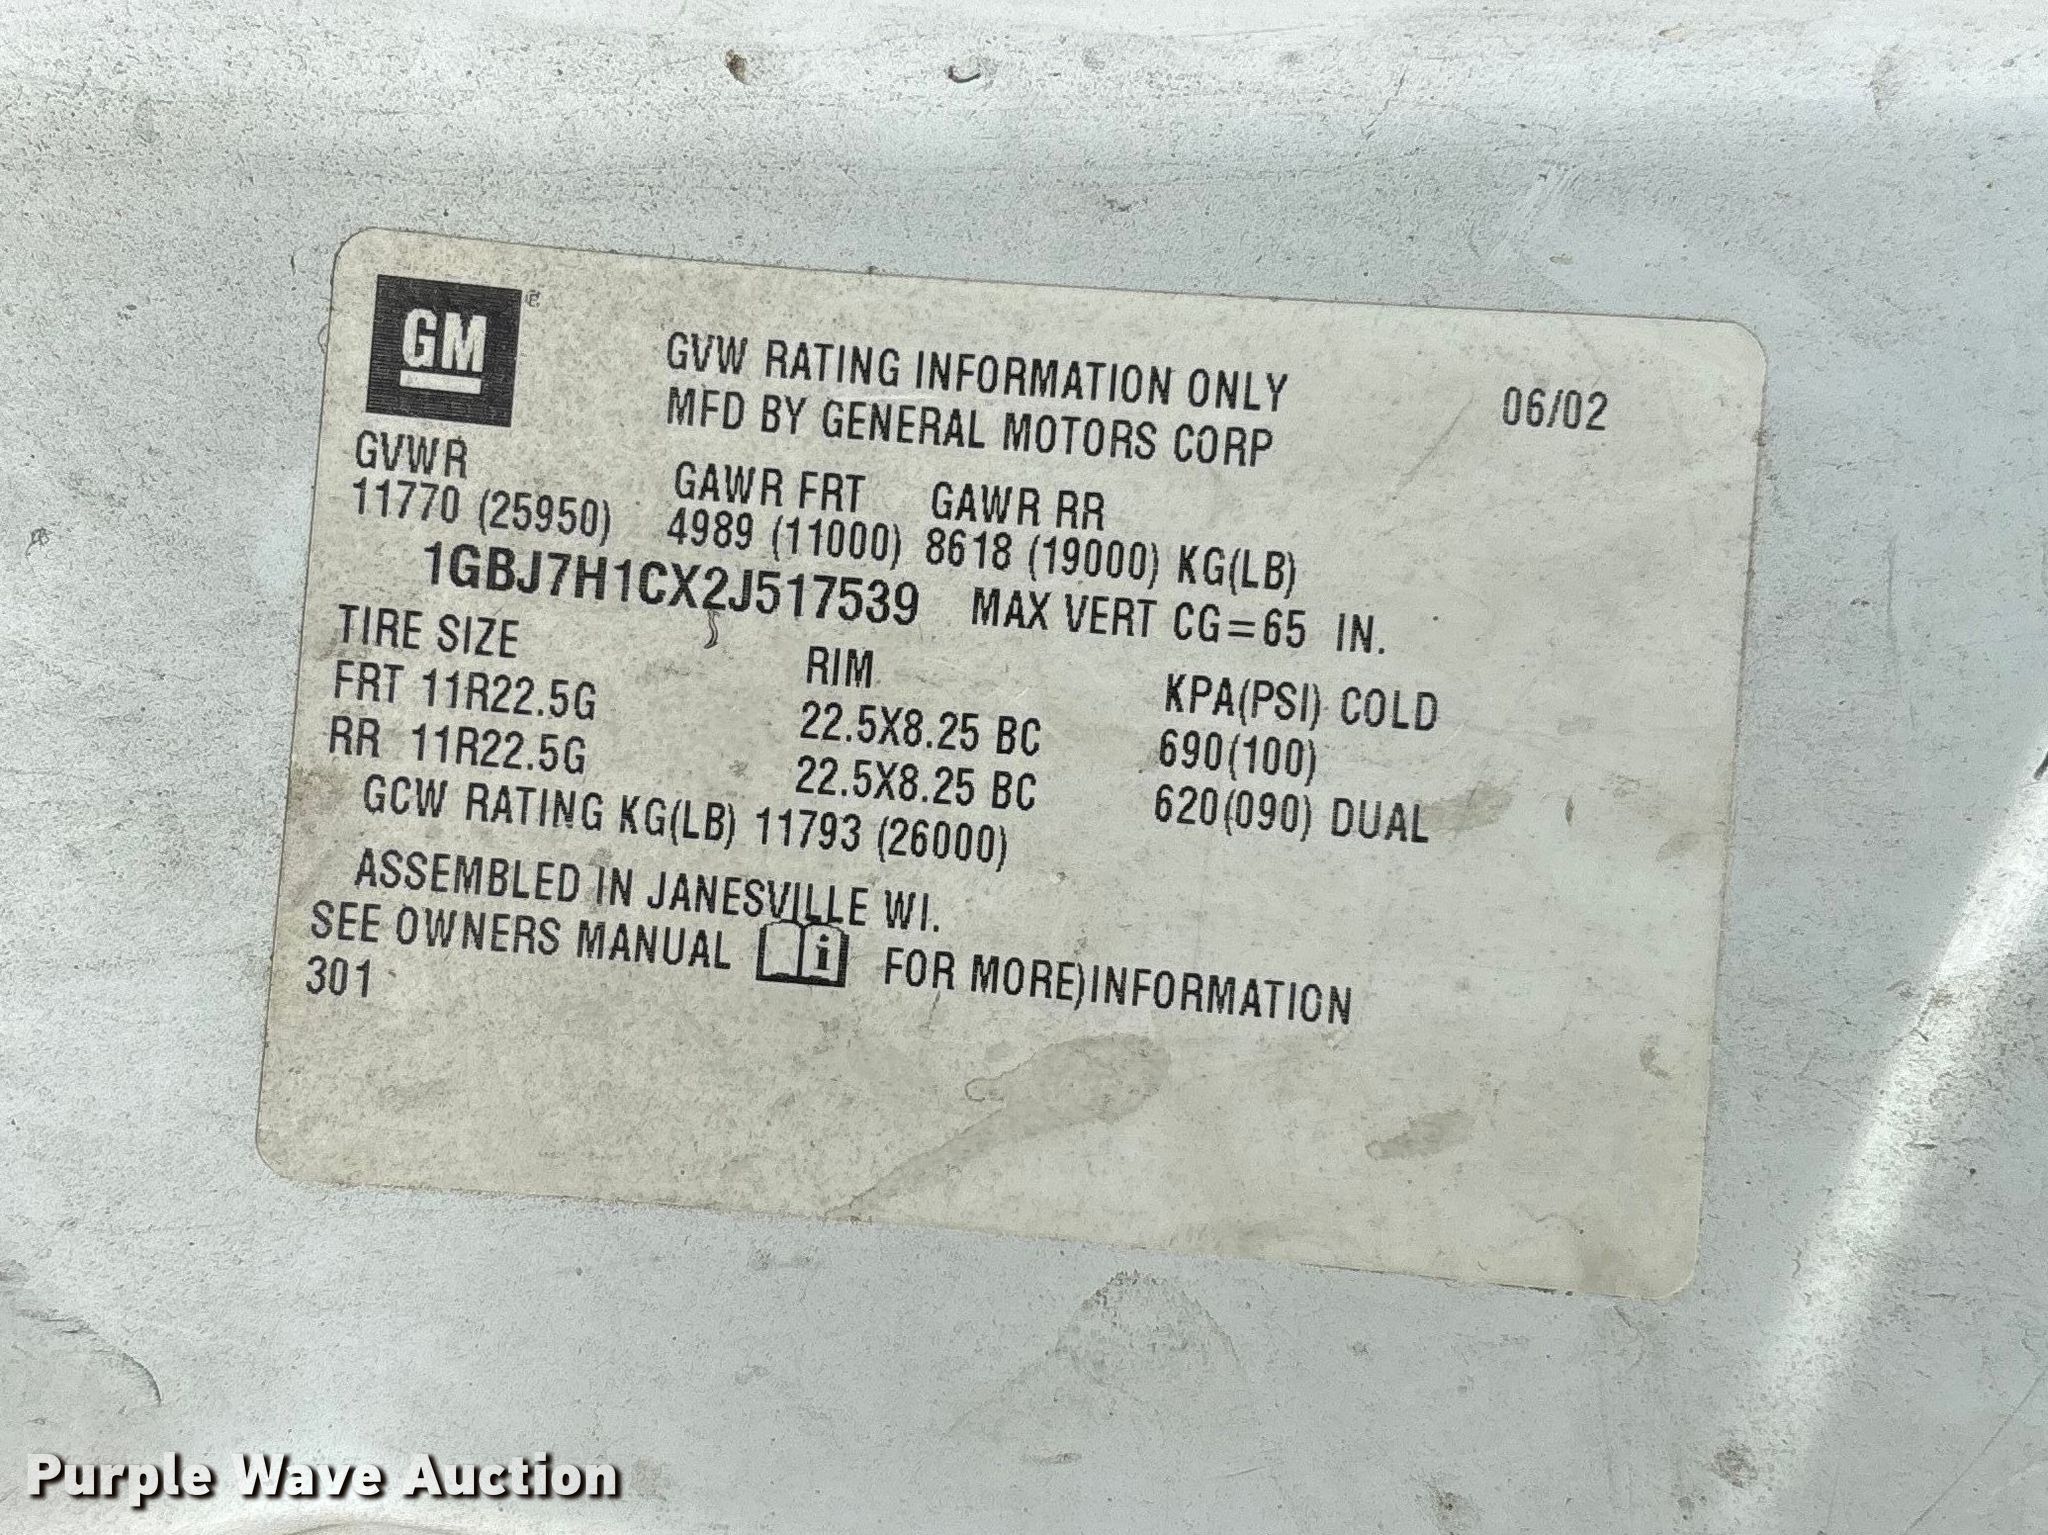 GM
GVW RATING INFORMATION ONLY 06/02
MFD BY GENERAL MOTORS CORP
GVWR GAWR FRT GAWR RR
11770 (25950) 4989 (11000) 8618 (19000) KG(LB)
1GBJ7H1CX2J517539 MAX VERT CG=65 IN.
TIRE SIZE RIM KPA(PSI) COLD
FRT 11R22.5G 22.5X8.25 BC 690(100)
RR 11R22.5G 22.5X8.25 BC 620(090) DUAL
GCW RATING KG(LB) 11793 (26000)
ASSEMBLED IN JANESVILLE WI.
SEE OWNERS MANUAL i FOR MORE)INFORMATION
301
Purple Wave Auction